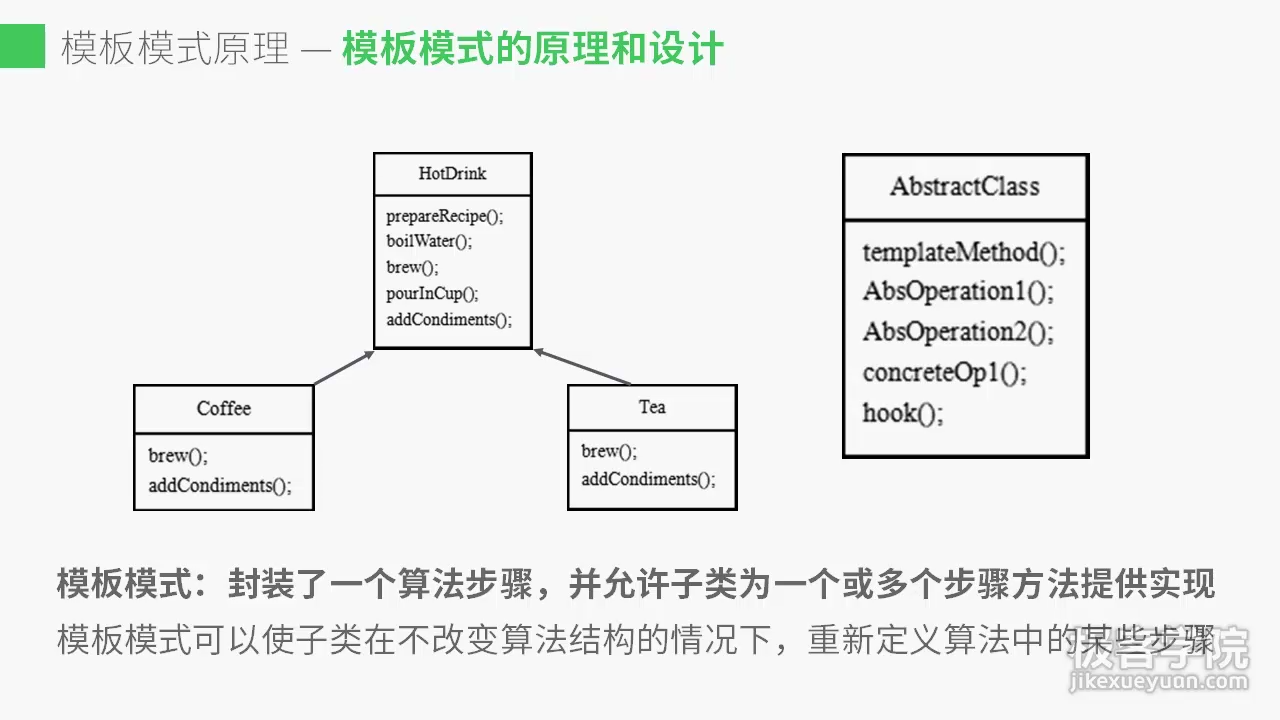 模板模式原理 — 模板模式的原理和设计
HotDrink
prepareRecipe();
boilWater();
brew();
pourInCup();
addCondiments();
AbstractClass
templateMethod();
AbsOperation1();
AbsOperation2();
concreteOp1();
hook();
Coffee
brew();
addCondiments();
Tea
brew();
addCondiments();
模板模式：封装了一个算法步骤，并允许子类为一个或多个步骤方法提供实现
模板模式可以使子类在不改变算法结构的情况下，重新定义算法中的某些步骤
极客学院
jikexueyuan.com